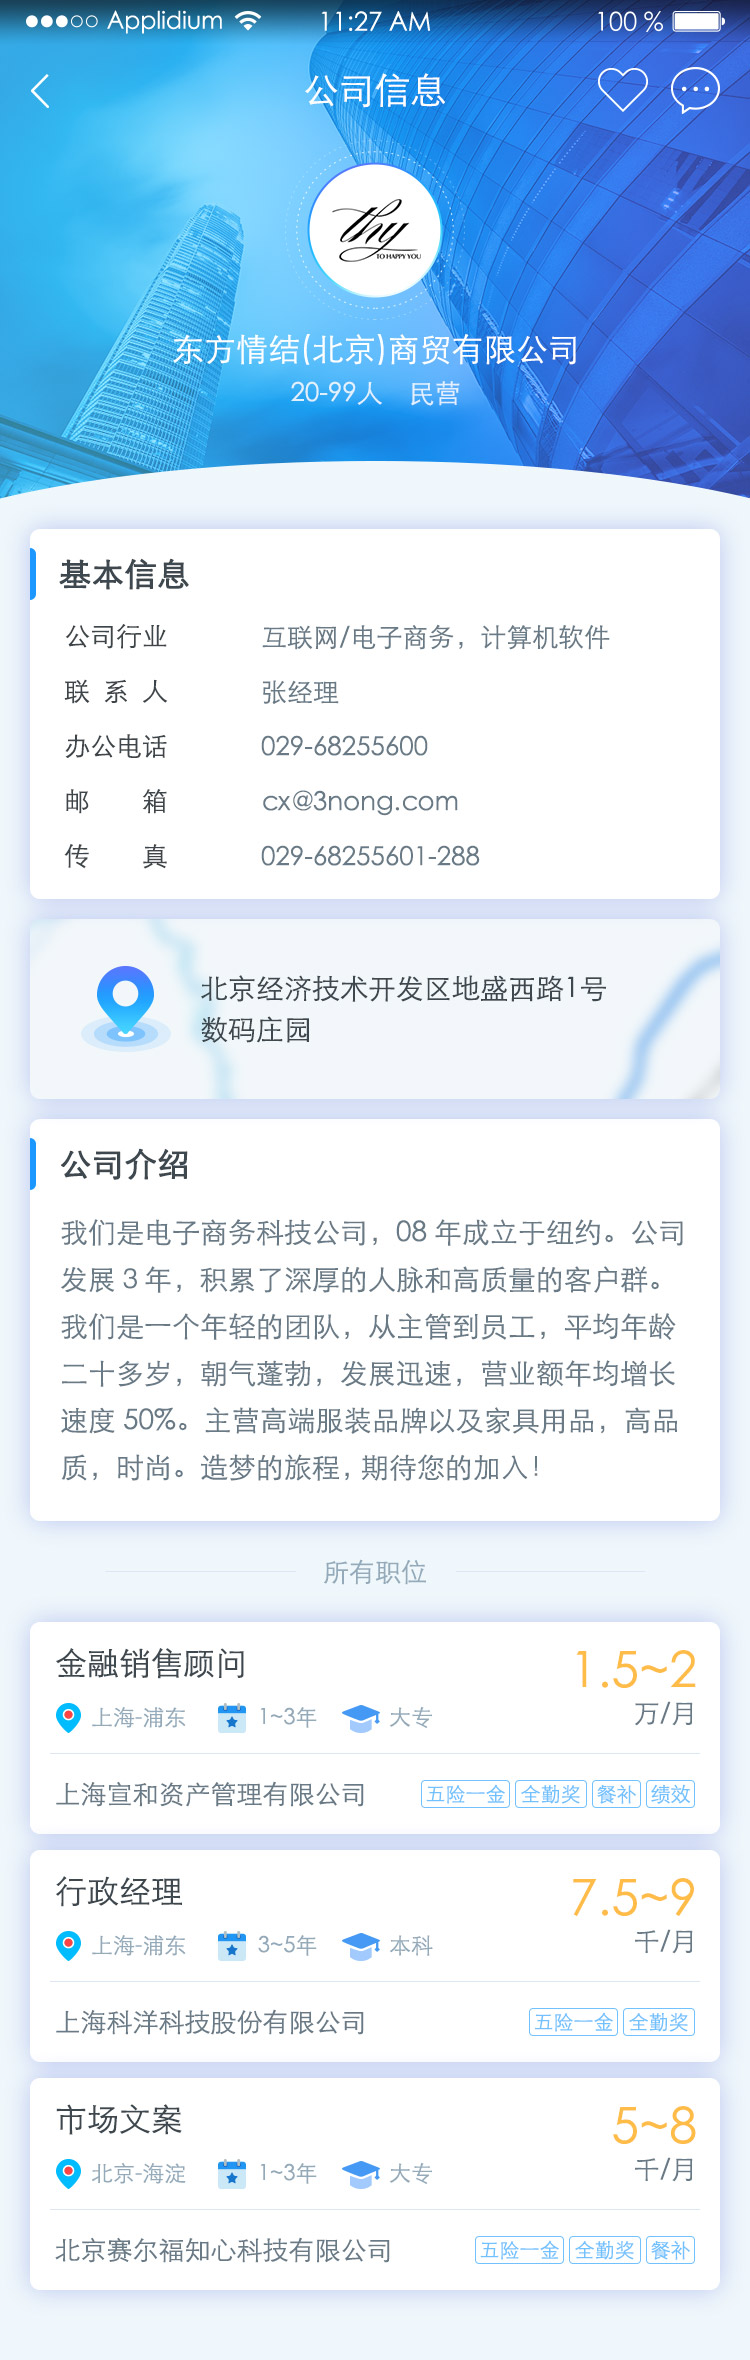 Applidium 11:27 AM 100 %
公司信息
thy
TO HAPPY YOU
东方情结(北京)商贸有限公司
20-99人 民营
基本信息
公司行业 互联网/电子商务，计算机软件
联 系 人 张经理
办公电话 029-68255600
邮 箱 cx@3nong.com
传 真 029-68255601-288
北京经济技术开发区地盛西路1号
数码庄园
公司介绍
我们是电子商务科技公司，08 年成立于纽约。公司
发展 3 年，积累了深厚的人脉和高质量的客户群。
我们是一个年轻的团队，从主管到员工，平均年龄
二十多岁，朝气蓬勃，发展迅速，营业额年均增长
速度 50%。主营高端服装品牌以及家具用品，高品
质，时尚。造梦的旅程, 期待您的加入！
所有职位
金融销售顾问 1.5~2
上海-浦东 1~3年 大专 万/月
上海宣和资产管理有限公司 五险一金 全勤奖 餐补 绩效
行政经理 7.5~9
上海-浦东 3~5年 本科 千/月
上海科洋科技股份有限公司 五险一金 全勤奖
市场文案 5~8
北京-海淀 1~3年 大专 千/月
北京赛尔福知心科技有限公司 五险一金 全勤奖 餐补